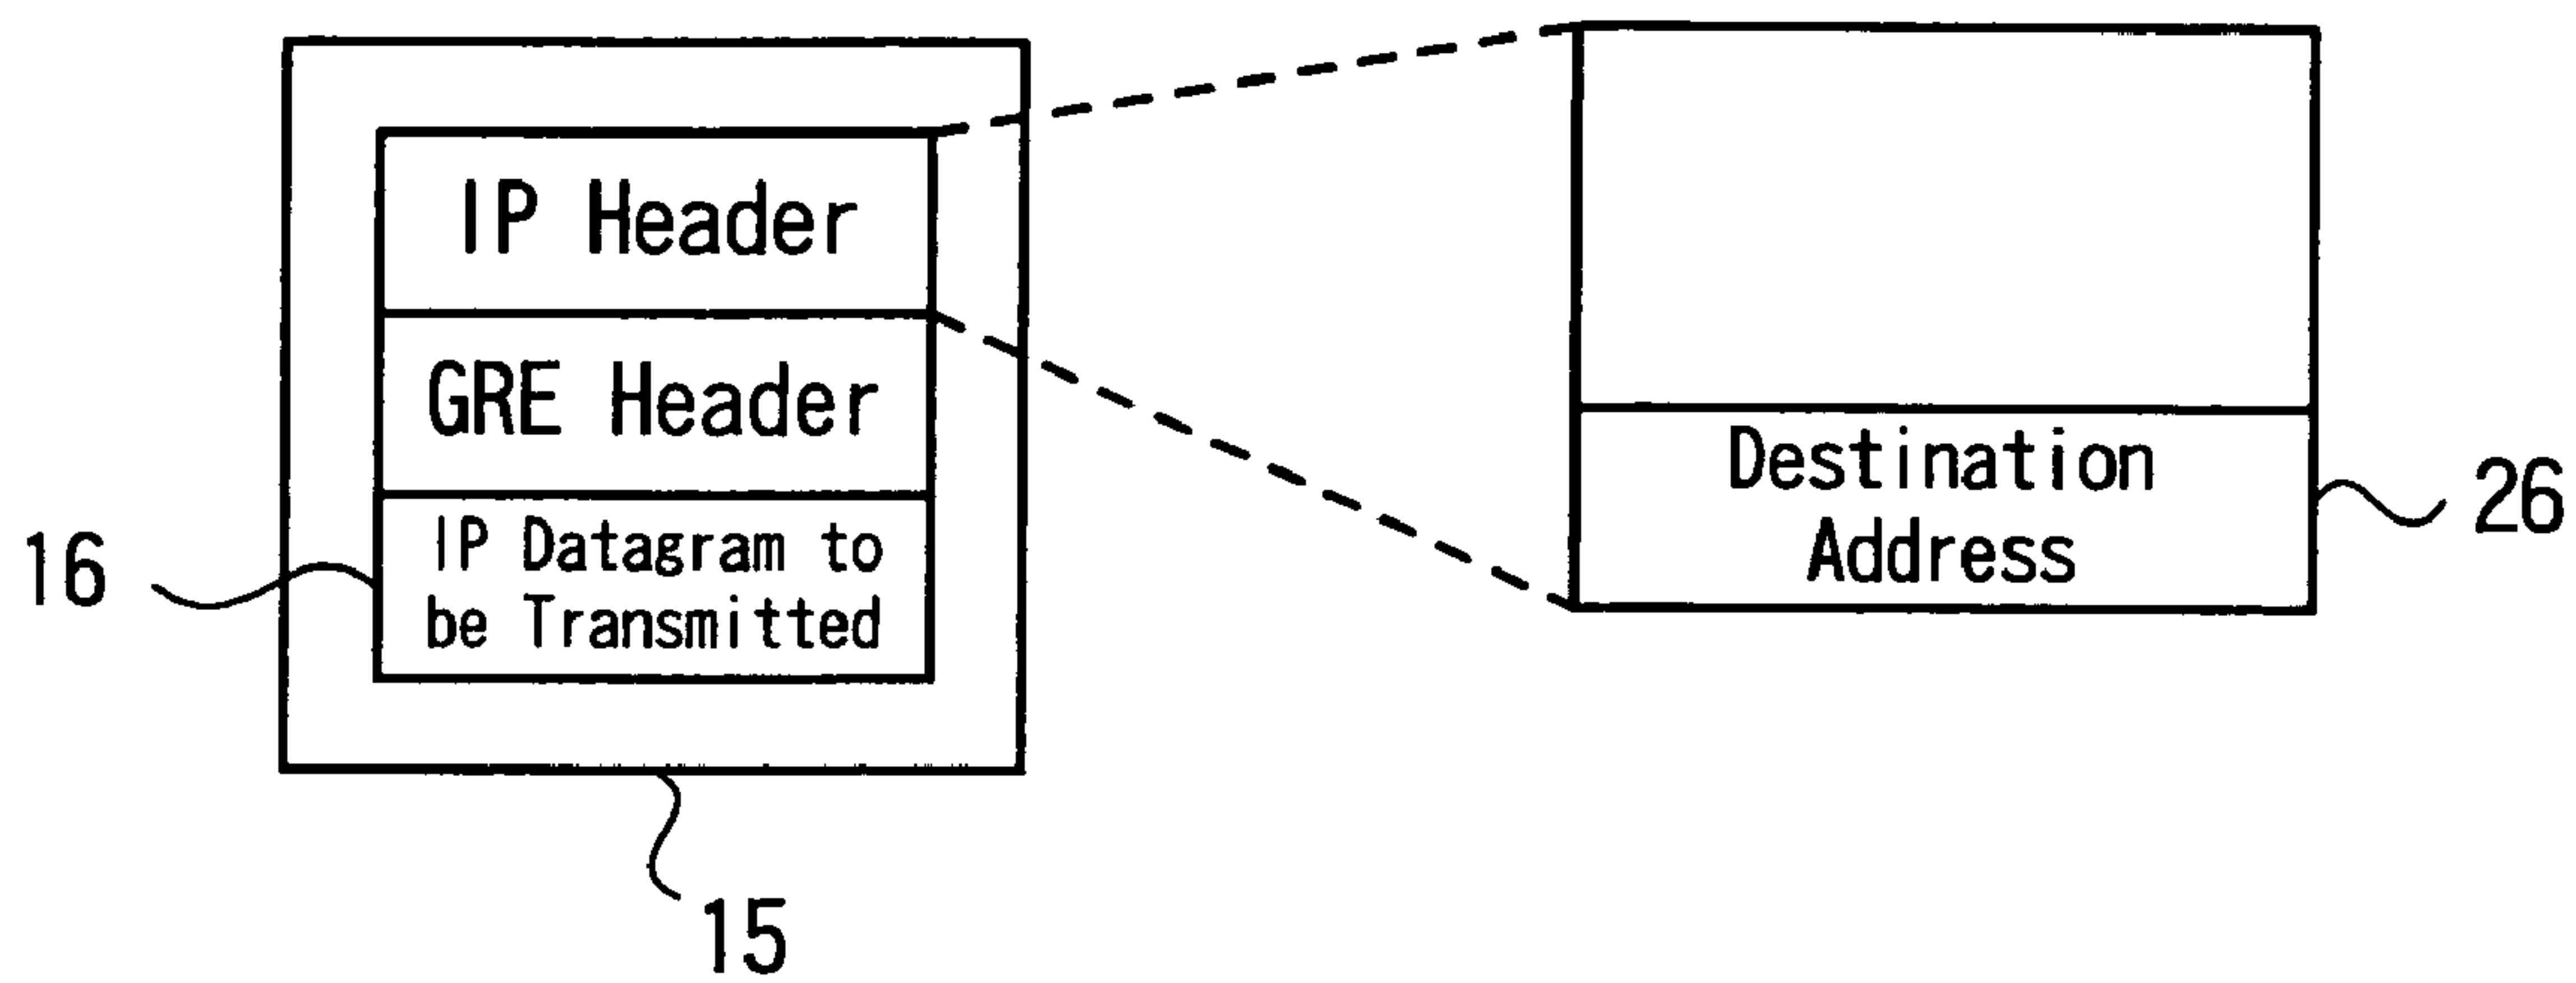 IP Header
GRE Header
IP Datagram to
be Transmitted
16
15
Destination
Address
26